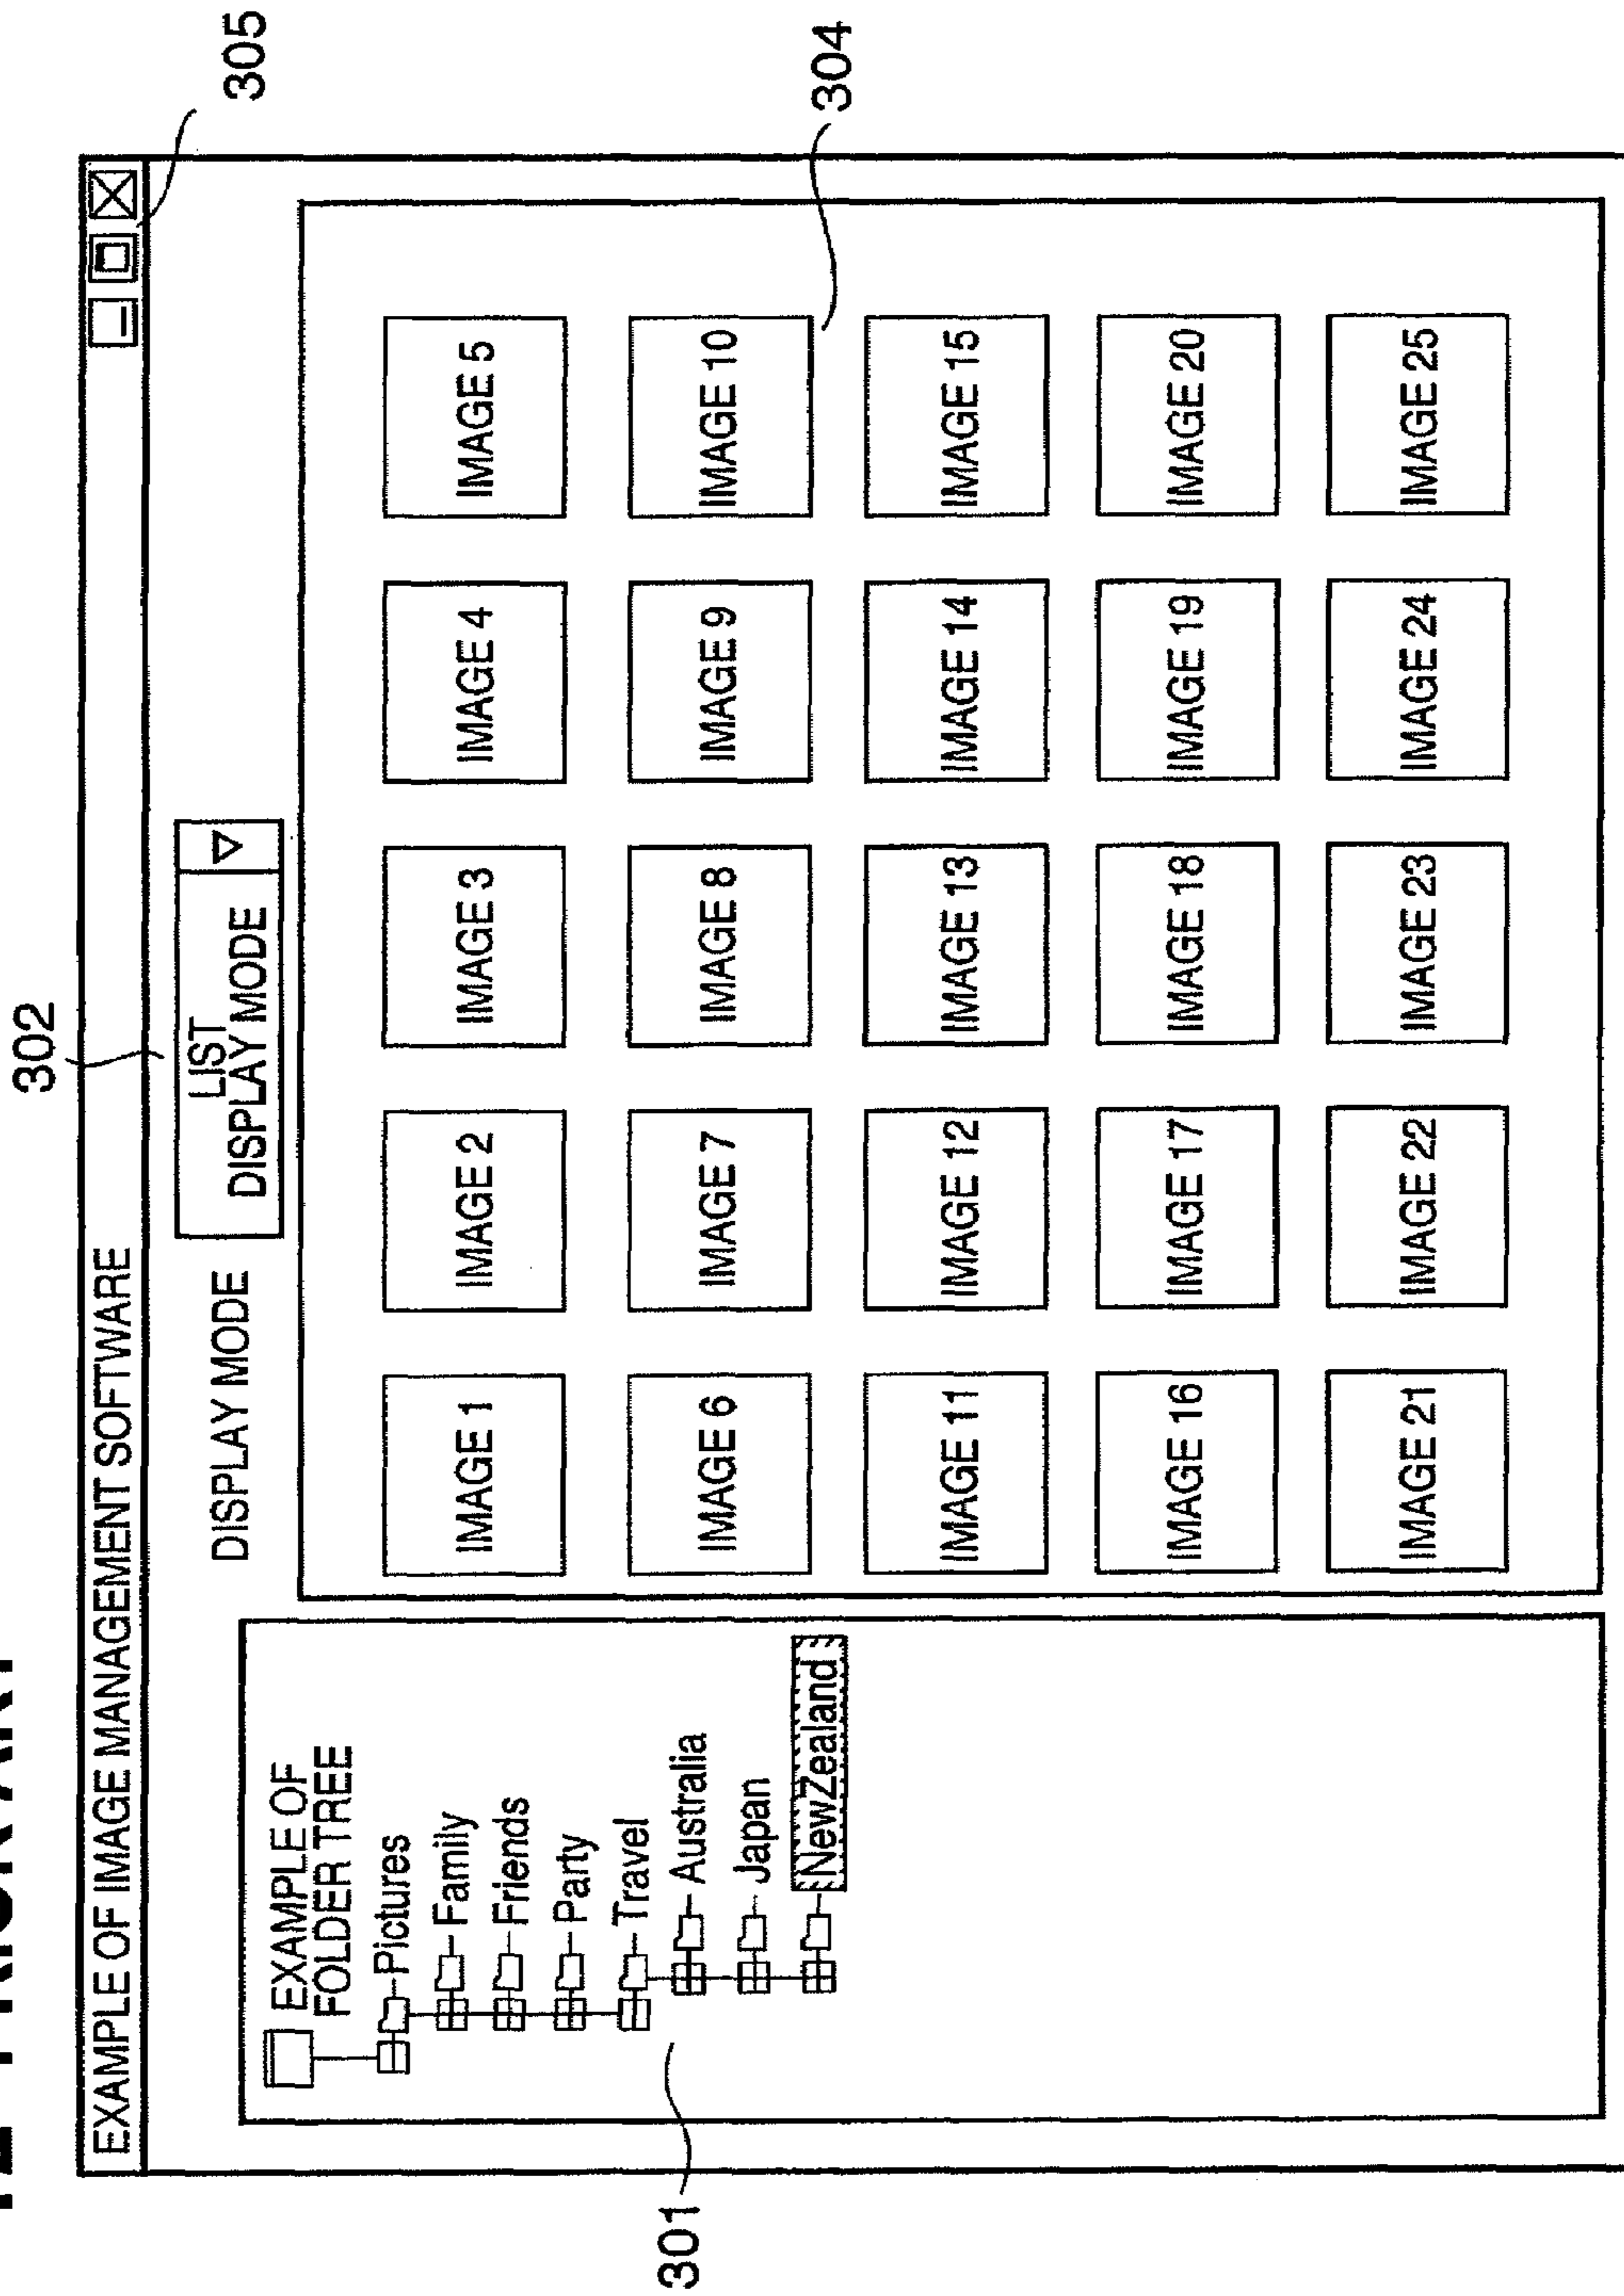 302
305
EXAMPLE OF IMAGE MANAGEMENT SOFTWARE
DISPLAY MODE
LIST
DISPLAY MODE
EXAMPLE OF
FOLDER TREE
Pictures
Family
Friends
Party
Travel
Australia
Japan
NewZealand
301
IMAGE 1
IMAGE 2
IMAGE 3
IMAGE 4
IMAGE 5
IMAGE 6
IMAGE 7
IMAGE 8
IMAGE 9
IMAGE 10
304
IMAGE 11
IMAGE 12
IMAGE 13
IMAGE 14
IMAGE 15
IMAGE 16
IMAGE 17
IMAGE 18
IMAGE 19
IMAGE 20
IMAGE 21
IMAGE 22
IMAGE 23
IMAGE 24
IMAGE 25